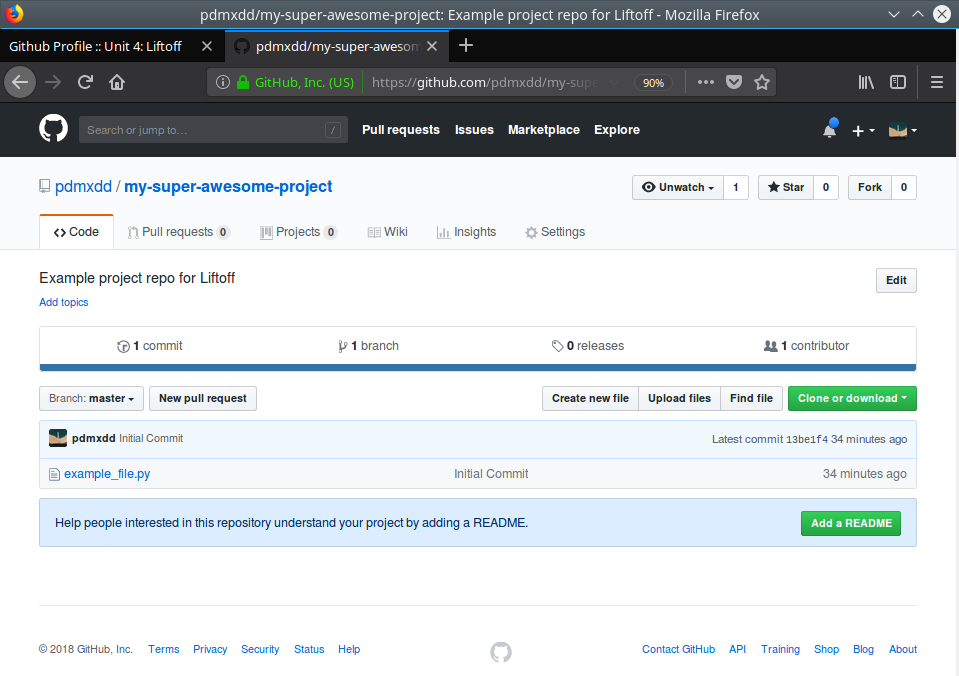 pdmxdd/my-super-awesome-project: Example project repo for Liftoff - Mozilla Firefox
Github Profile :: Unit 4: Liftoff
pdmxdd/my-super-awesom
GitHub, Inc. (US) https://github.com/pdmxdd/my-supe 90%
Search or jump to… / Pull requests Issues Marketplace Explore
pdmxdd / my-super-awesome-project Unwatch 1 Star 0 Fork 0
Code Pull requests 0 Projects 0 Wiki Insights Settings
Example project repo for Liftoff Edit
Add topics
1 commit 1 branch 0 releases 1 contributor
Branch: master New pull request Create new file Upload files Find file Clone or download
pdmxdd Initial Commit Latest commit 13be1f4 34 minutes ago
example_file.py Initial Commit 34 minutes ago
Help people interested in this repository understand your project by adding a README. Add a README
© 2018 GitHub, Inc. Terms Privacy Security Status Help Contact GitHub API Training Shop Blog About